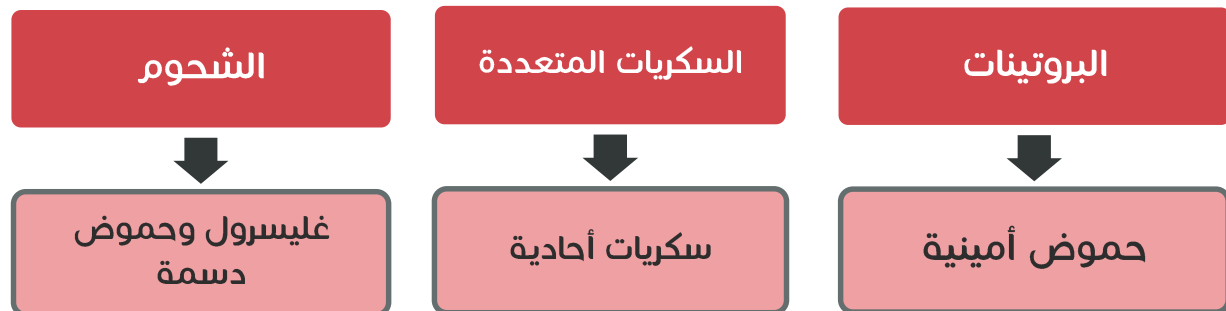 البروتينات
السكريات المتعددة
الشحوم
حموض أمينية
سكريات أحادية
غليسرول وحموض
دسمة